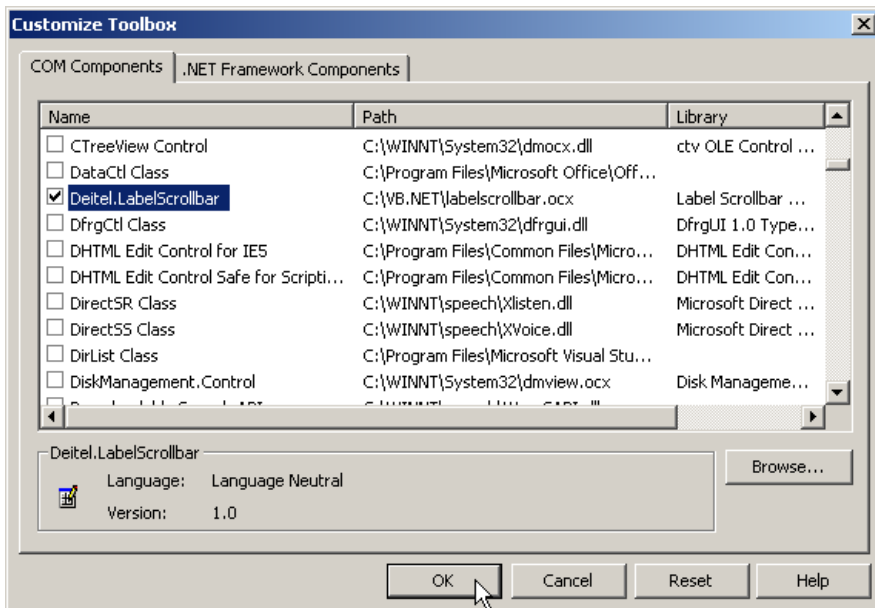 Customize Toolbox
COM Components .NET Framework Components
Name Path Library
CTreeView Control C:\WINNT\System32\dmocx.dll ctv OLE Control ...
DataCtl Class C:\Program Files\Microsoft Office\Off...
Deitel.LabelScrollbar C:\VB.NET\labelscrollbar.ocx Label Scrollbar ...
DfrgCtl Class C:\WINNT\System32\dfrgui.dll DfrgUI 1.0 Type...
DHTML Edit Control for IE5 C:\Program Files\Common Files\Micro... DHTML Edit Con...
DHTML Edit Control Safe for Scripti... C:\Program Files\Common Files\Micro... DHTML Edit Con...
DirectSR Class C:\WINNT\speech\Xlisten.dll Microsoft Direct ...
DirectSS Class C:\WINNT\speech\XVoice.dll Microsoft Direct ...
DirList Class C:\Program Files\Microsoft Visual Stu...
DiskManagement.Control C:\WINNT\System32\dmview.ocx Disk Manageme...
Deitel.LabelScrollbar
Browse...
Language: Language Neutral
Version: 1.0
OK Cancel Reset Help